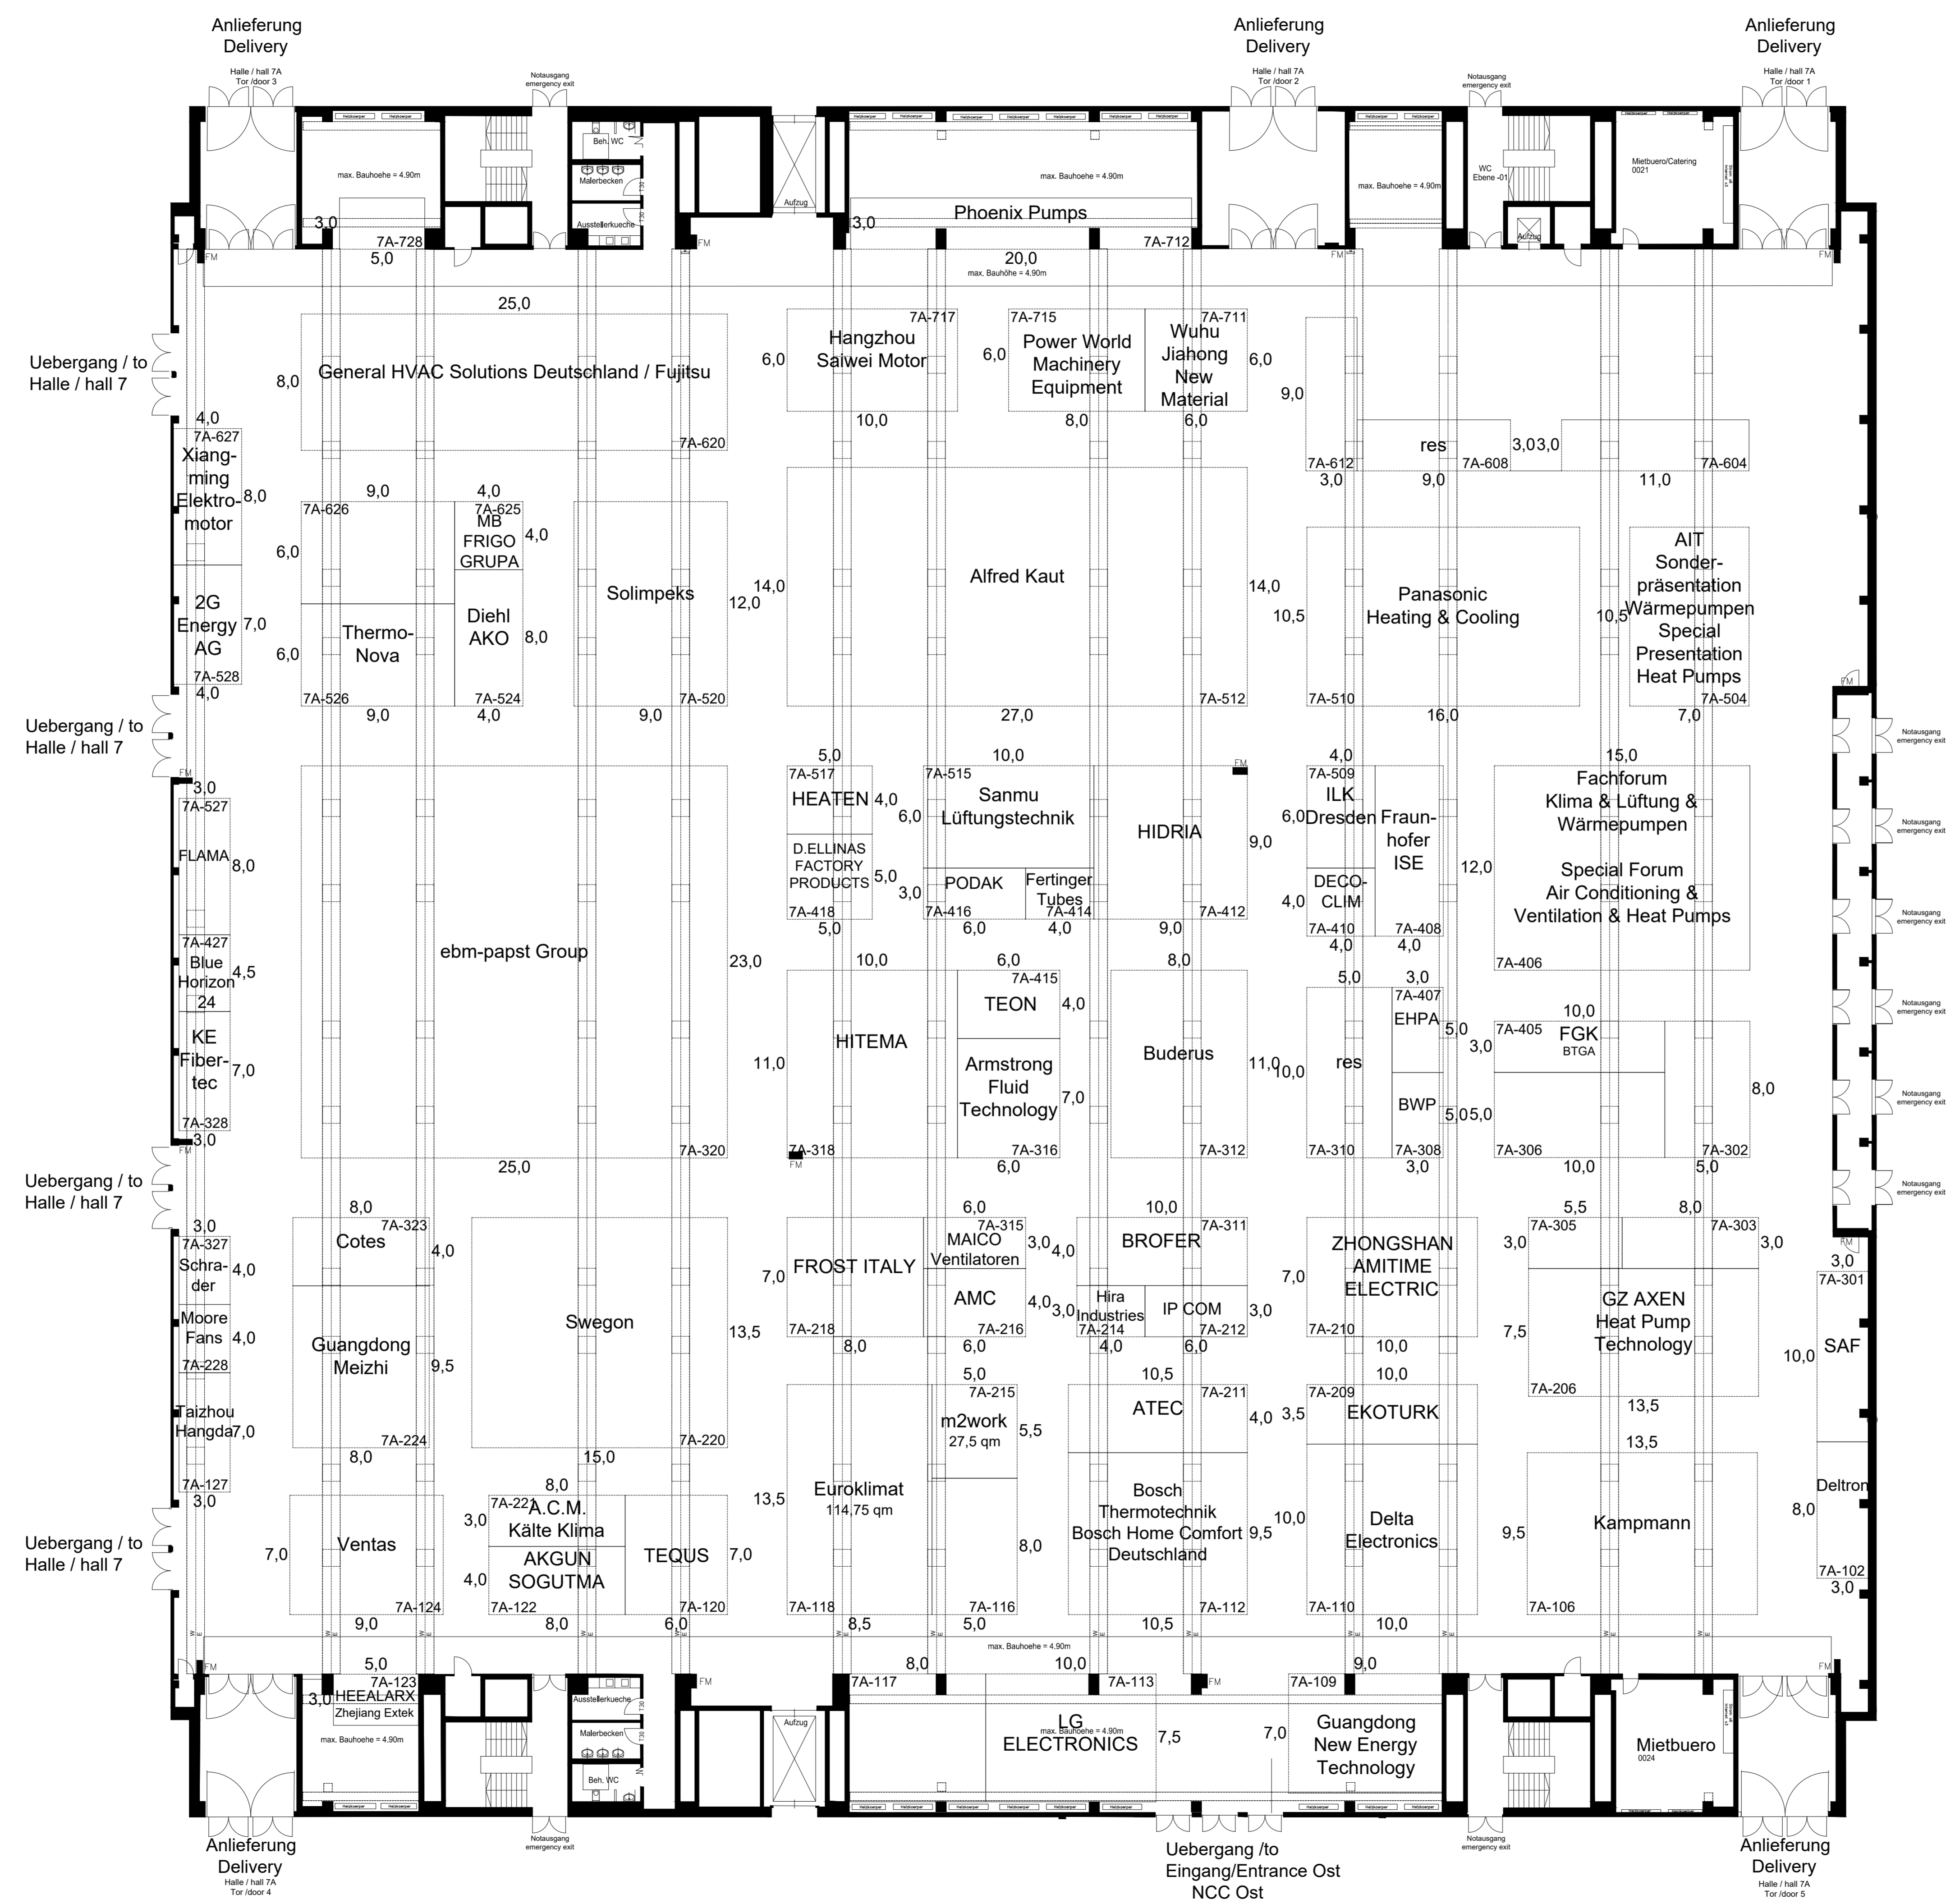 Anlieferung
Delivery
Halle / hall 7A
Tor /door 3
Anlieferung
Delivery
Halle / hall 7A
Tor /door 2
Anlieferung
Delivery
Halle / hall 7A
Tor /door 1
Notausgang
emergency exit
Notausgang
emergency exit
max. Bauhoehe = 4.90m
3,0
7A-728
5,0
Beh. WC
Malerbecken
Ausstellerkueche
Aufzug
max. Bauhoehe = 4.90m
3,0
Phoenix Pumps
7A-712
20,0
max. Bauhöhe = 4.90m
max. Bauhoehe = 4.90m
WC
Ebene -01
Aufzug
Mietbuero/Catering
0021
FM
FM
FM
FM
Uebergang / to
Halle / hall 7
25,0
8,0
General HVAC Solutions Deutschland / Fujitsu
7A-620
7A-717
Hangzhou
Saiwei Motor
6,0
10,0
7A-715
Power World
Machinery
Equipment
6,0
8,0
7A-711
Wuhu
Jiahong
New
Material
6,0
6,0
9,0
7A-612
3,0
res
7A-608
9,0
3,0
3,0
7A-604
11,0
4,0
7A-627
Xiang-
ming
Elektro-
motor
8,0
2G
Energy
AG
7,0
7A-528
4,0
9,0
7A-626
6,0
4,0
7A-625
MB
FRIGO
GRUPA
4,0
Thermo-
Nova
6,0
7A-526
9,0
Diehl
AKO
8,0
7A-524
4,0
Solimpeks
12,0
7A-520
9,0
14,0
Alfred Kaut
14,0
7A-512
27,0
10,5
Panasonic
Heating & Cooling
7A-510
16,0
10,5
AIT
Sonder-
präsentation
Wärmepumpen
Special
Presentation
Heat Pumps
7A-504
7,0
Uebergang / to
Halle / hall 7
FM
3,0
7A-527
FLAMA
8,0
7A-427
Blue
Horizon
24
4,5
KE
Fiber-
tec
7,0
7A-328
3,0
FM
ebm-papst Group
23,0
7A-320
25,0
5,0
7A-517
HEATEN
4,0
D.ELLINAS
FACTORY
PRODUCTS
5,0
7A-418
5,0
10,0
7A-515
Sanmu
Lüftungstechnik
6,0
PODAK
3,0
7A-416
6,0
Fertinger
Tubes
7A-414
4,0
FM
HIDRIA
9,0
7A-412
9,0
4,0
7A-509
ILK
Dresden
6,0
DECO-
CLIM
4,0
7A-410
4,0
Fraun-
hofer
ISE
7A-408
4,0
15,0
Fachforum
Klima & Lüftung &
Wärmepumpen
Special Forum
Air Conditioning &
Ventilation & Heat Pumps
12,0
7A-406
FM
Notausgang
emergency exit
Notausgang
emergency exit
Notausgang
emergency exit
Notausgang
emergency exit
Notausgang
emergency exit
Notausgang
emergency exit
10,0
HITEMA
11,0
7A-318
FM
6,0
7A-415
TEON
4,0
Armstrong
Fluid
Technology
7,0
7A-316
6,0
8,0
Buderus
11,0
7A-312
5,0
res
10,0
7A-310
3,0
7A-407
EHPA
5,0
BWP
5,0
7A-308
3,0
10,0
7A-405
FGK
BTGA
3,0
5,0
7A-306
10,0
8,0
7A-302
5,0
Uebergang / to
Halle / hall 7
3,0
7A-327
Schra-
der
4,0
Moore
Fans
4,0
7A-228
Taizhou
Hangda
7,0
7A-127
3,0
8,0
7A-323
Cotes
4,0
Guangdong
Meizhi
9,5
7A-224
8,0
Swegon
13,5
7A-220
15,0
FROST ITALY
7,0
7A-218
8,0
6,0
7A-315
MAICO
Ventilatoren
3,0
AMC
4,0
7A-216
6,0
10,0
7A-311
BROFER
4,0
Hira
Industries
3,0
7A-214
4,0
IP COM
3,0
7A-212
6,0
ZHONGSHAN
AMITIME
ELECTRIC
7,0
7A-210
10,0
5,5
7A-305
3,0
8,0
7A-303
3,0
GZ AXEN
Heat Pump
Technology
7,5
7A-206
13,5
FM
3,0
7A-301
SAF
10,0
Deltron
8,0
7A-102
3,0
Uebergang / to
Halle / hall 7
Ventas
7,0
7A-124
9,0
8,0
7A-221
A.C.M.
Kälte Klima
3,0
AKGUN
SOGUTMA
4,0
7A-122
8,0
TEQUS
7,0
7A-120
6,0
Euroklimat
114,75 qm
13,5
7A-118
8,5
5,0
7A-215
m2work
27,5 qm
5,5
8,0
7A-116
5,0
10,5
7A-211
ATEC
4,0
Bosch
Thermotechnik
Bosch Home Comfort
Deutschland
9,5
7A-112
10,5
10,0
7A-209
EKOTURK
3,5
Delta
Electronics
10,0
7A-110
10,0
13,5
Kampmann
9,5
7A-106
max. Bauhoehe = 4.90m
FM
5,0
7A-123
3,0
HEEALARX
Zhejiang Extek
max. Bauhoehe = 4.90m
Ausstellerkueche
Malerbecken
Beh. WC
FM
Aufzug
8,0
7A-117
10,0
7A-113
LG
ELECTRONICS
max. Bauhoehe = 4.90m
7,5
FM
9,0
7A-109
7,0
Guangdong
New Energy
Technology
Mietbuero
0024
FM
Anlieferung
Delivery
Halle / hall 7A
Tor /door 4
Notausgang
emergency exit
Uebergang /to
Eingang/Entrance Ost
NCC Ost
Notausgang
emergency exit
Anlieferung
Delivery
Halle / hall 7A
Tor /door 5